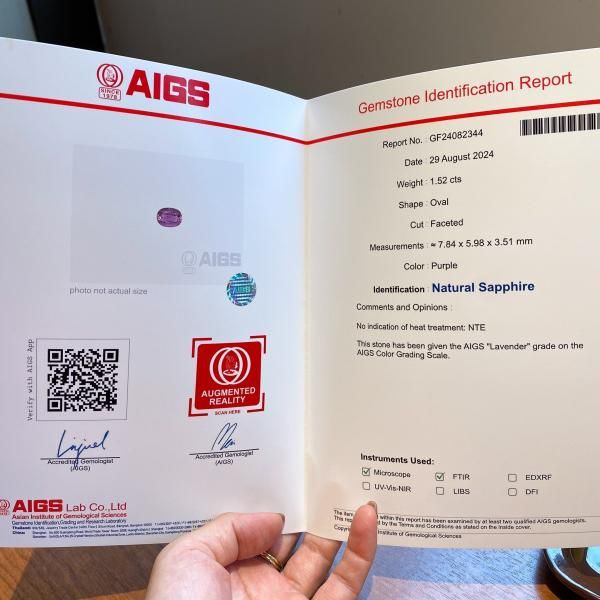 SINCE 1978
AIGS
AIGS
photo not actual size
AIGS
Verify with AIGS App
AUGMENTED
REALITY
SCAN HERE
Accredited Gemologist
(AIGS)
Accredited Gemologist
(AIGS)
AIGS Lab Co.,Ltd
Asian Institute of Gemological Sciences
Gemstone Identification,Grading and Research Laboratory
Thailand:
China:
Gemstone Identification Report
Report No. : GF24082344
Date : 29 August 2024
Weight : 1.52 cts
Shape : Oval
Cut : Faceted
Measurements : ≈ 7.84 x 5.98 x 3.51 mm
Color : Purple
Identification : Natural Sapphire
Comments and Opinions :
No indication of heat treatment: NTE
This stone has been given the AIGS "Lavender" grade on the
AIGS Color Grading Scale.
Instruments Used:
Microscope FTIR EDXRF
UV-Vis-NIR LIBS DFI
The item within this report has been examined by at least two qualified AIGS gemologists.
This by the Terms and Conditions as stated on the inside cover.
Institute of Gemological Sciences